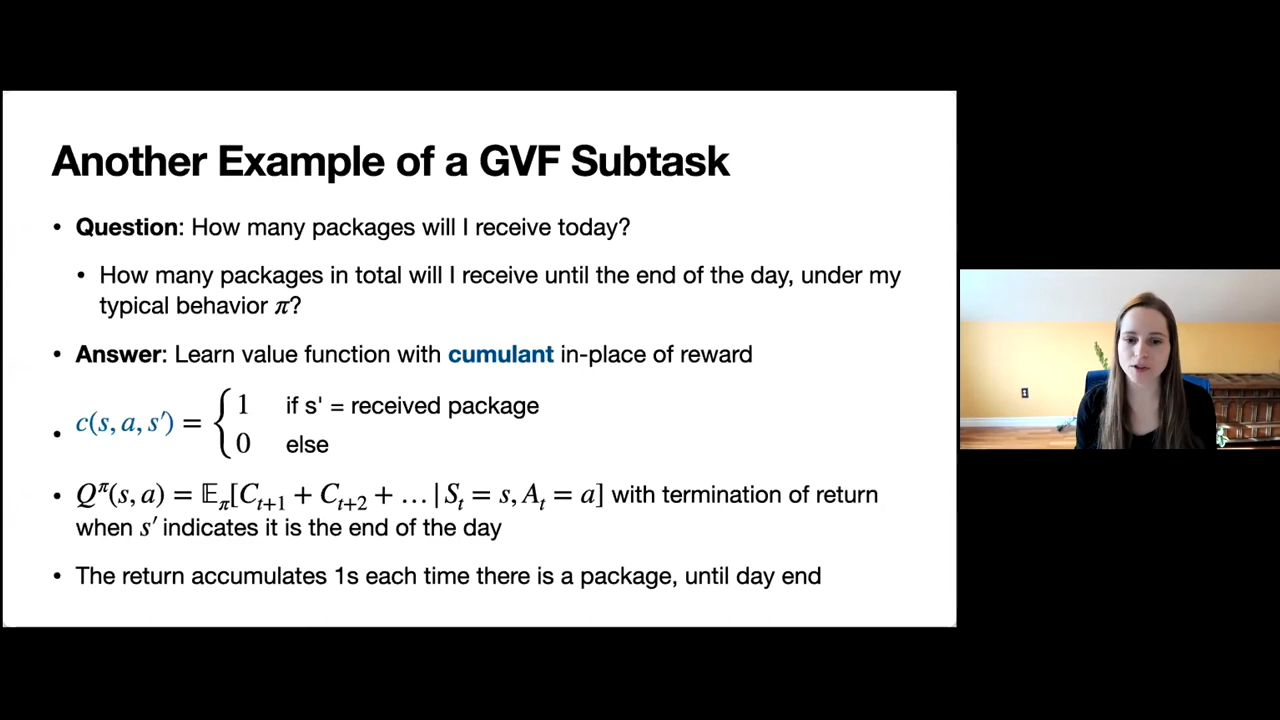 Another Example of a GVF Subtask
• Question: How many packages will I receive today?
• How many packages in total will I receive until the end of the day, under my
typical behavior π?
• Answer: Learn value function with cumulant in-place of reward
• c(s, a, s′) = { 1 if s' = received package
0 else
• Qπ(s, a) = 𝔼π[Ct+1 + Ct+2 + … | St = s, At = a] with termination of return
when s′ indicates it is the end of the day
• The return accumulates 1s each time there is a package, until day end